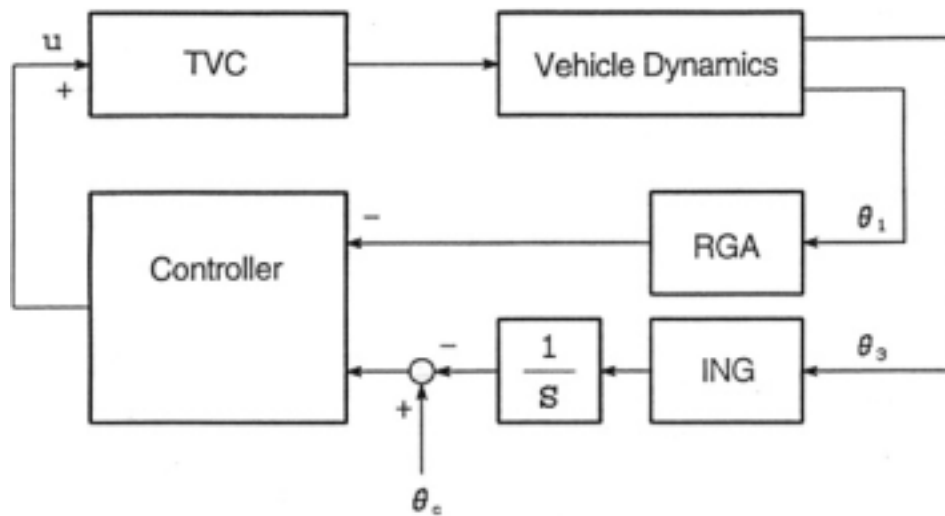 u
+
TVC
Vehicle Dynamics
Controller
−
RGA
θ₁
−
1
S
ING
θ₃
+
θc